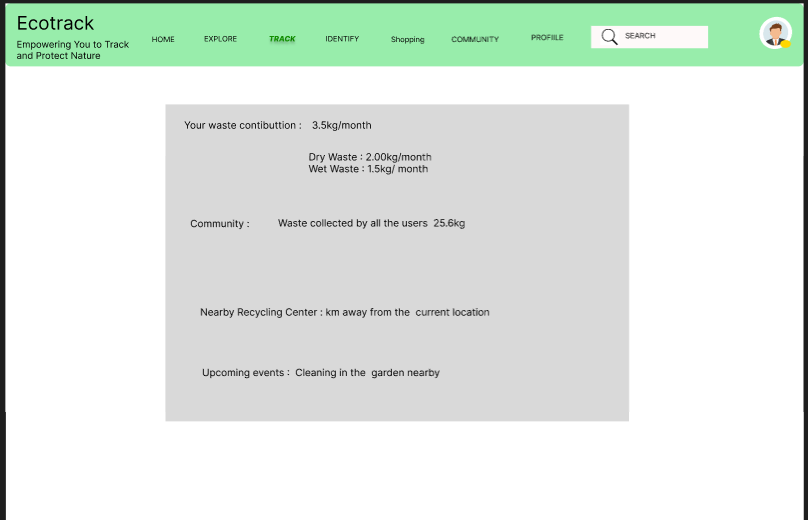 Ecotrack
Empowering You to Track
and Protect Nature
HOME EXPLORE TRACK IDENTIFY Shopping COMMUNITY PROFIILE SEARCH
Your waste contibuttion : 3.5kg/month
Dry Waste : 2.00kg/month
Wet Waste : 1.5kg/ month
Community : Waste collected by all the users 25.6kg
Nearby Recycling Center : km away from the current location
Upcoming events : Cleaning in the garden nearby